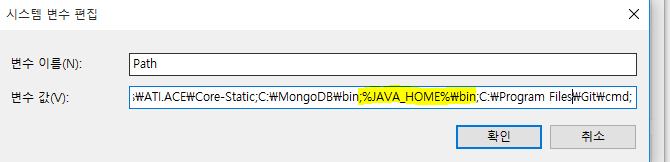 시스템 변수 편집
변수 이름(N):
Path
변수 값(V):
₩ATI.ACE₩Core-Static;C:₩MongoDB₩bin;%JAVA_HOME%₩bin;C:₩Program Files₩Git₩cmd;
확인
취소